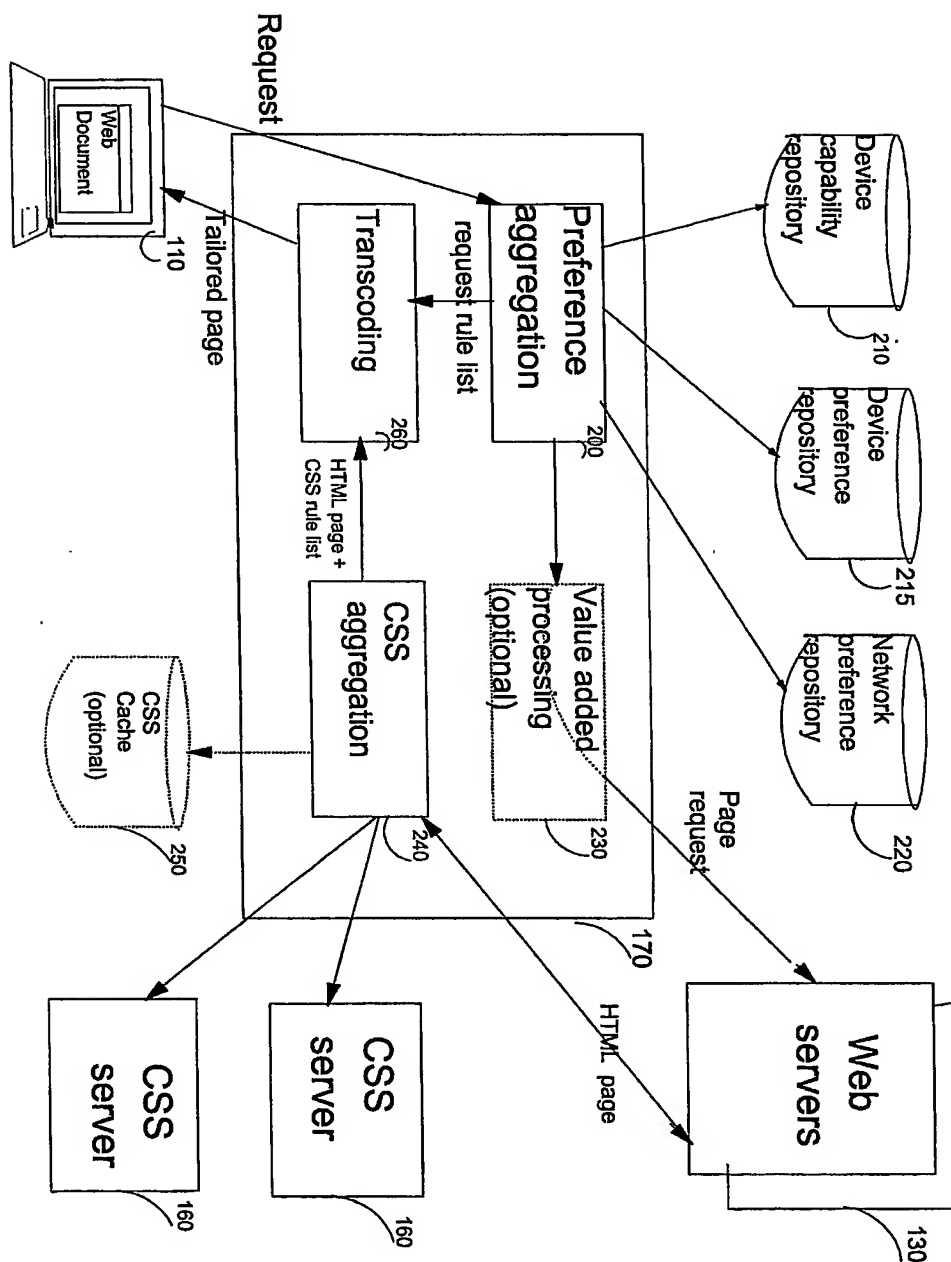 Device
capability
repository
210
Device
preference
repository
215
Network
preference
repository
220
Request
Preference
aggregation
200
Value added
processing
(optional)
230
Page
request
Web
servers
130
request rule list
170
HTML page
Web
Document
110
Tailored page
Transcoding
260
HTML page +
CSS rule list
CSS
aggregation
240
CSS
server
160
CSS
Cache
(optional)
250
CSS
server
160